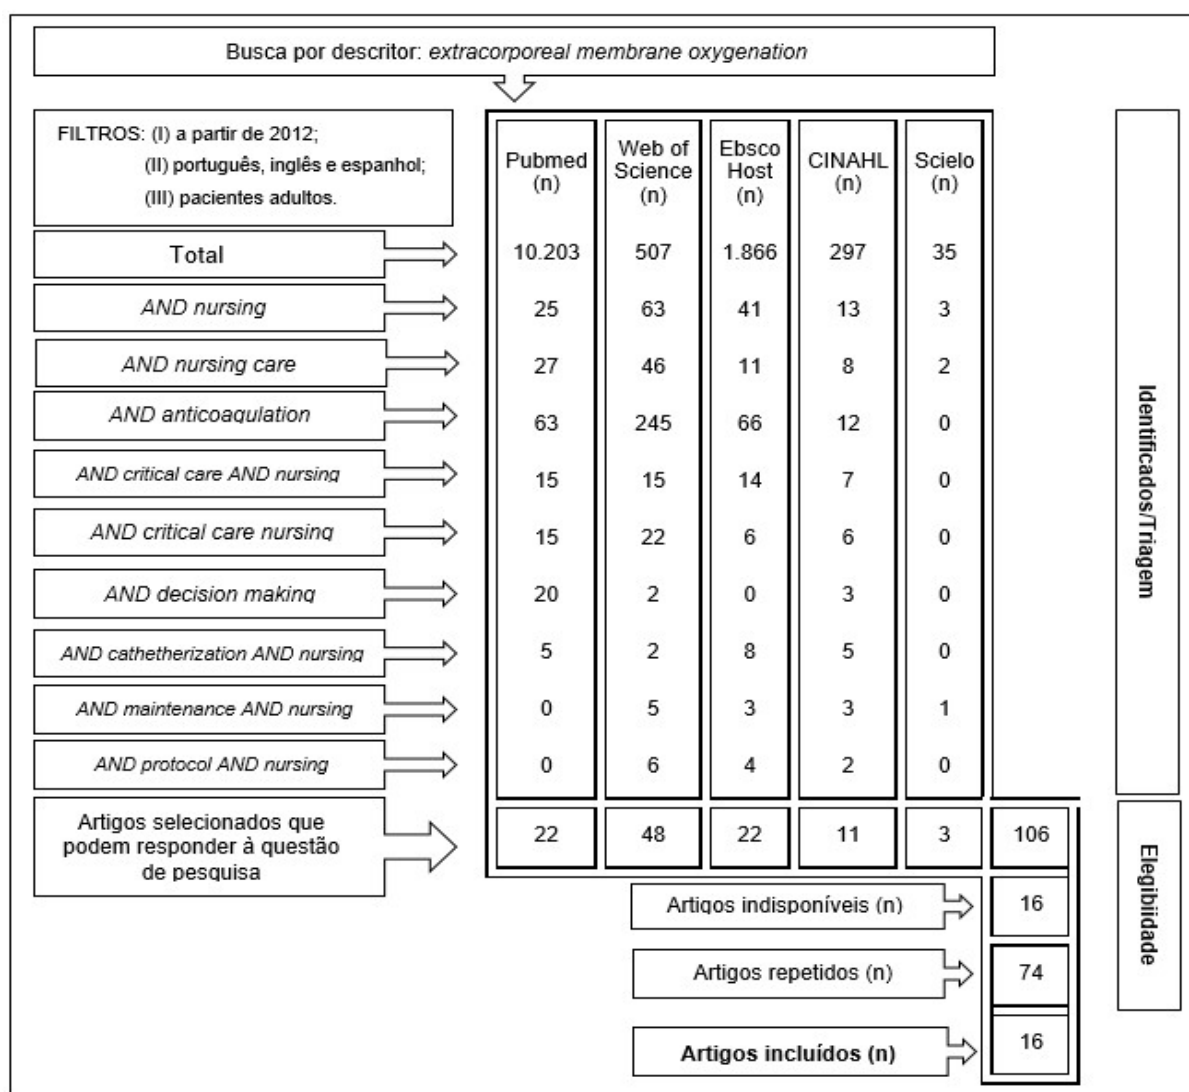 Busca por descritor: extracorporeal membrane oxygenation
FILTROS: (I) a partir de 2012;
(II) português, inglês e espanhol;
(III) pacientes adultos.
Pubmed
(n)
Web of
Science
(n)
Ebsco
Host
(n)
CINAHL
(n)
Scielo
(n)
Total 10.203 507 1.866 297 35
AND nursing 25 63 41 13 3
AND nursing care 27 46 11 8 2
AND anticoagulation 63 245 66 12 0
AND critical care AND nursing 15 15 14 7 0
AND critical care nursing 15 22 6 6 0
AND decision making 20 2 0 3 0
AND cathetherization AND nursing 5 2 8 5 0
AND maintenance AND nursing 0 5 3 3 1
AND protocol AND nursing 0 6 4 2 0
Identificados/Triagem
Artigos selecionados que
podem responder à questão
de pesquisa
22 48 22 11 3 106
Artigos indisponíveis (n) 16
Artigos repetidos (n) 74
Artigos incluídos (n) 16
Elegibiidade